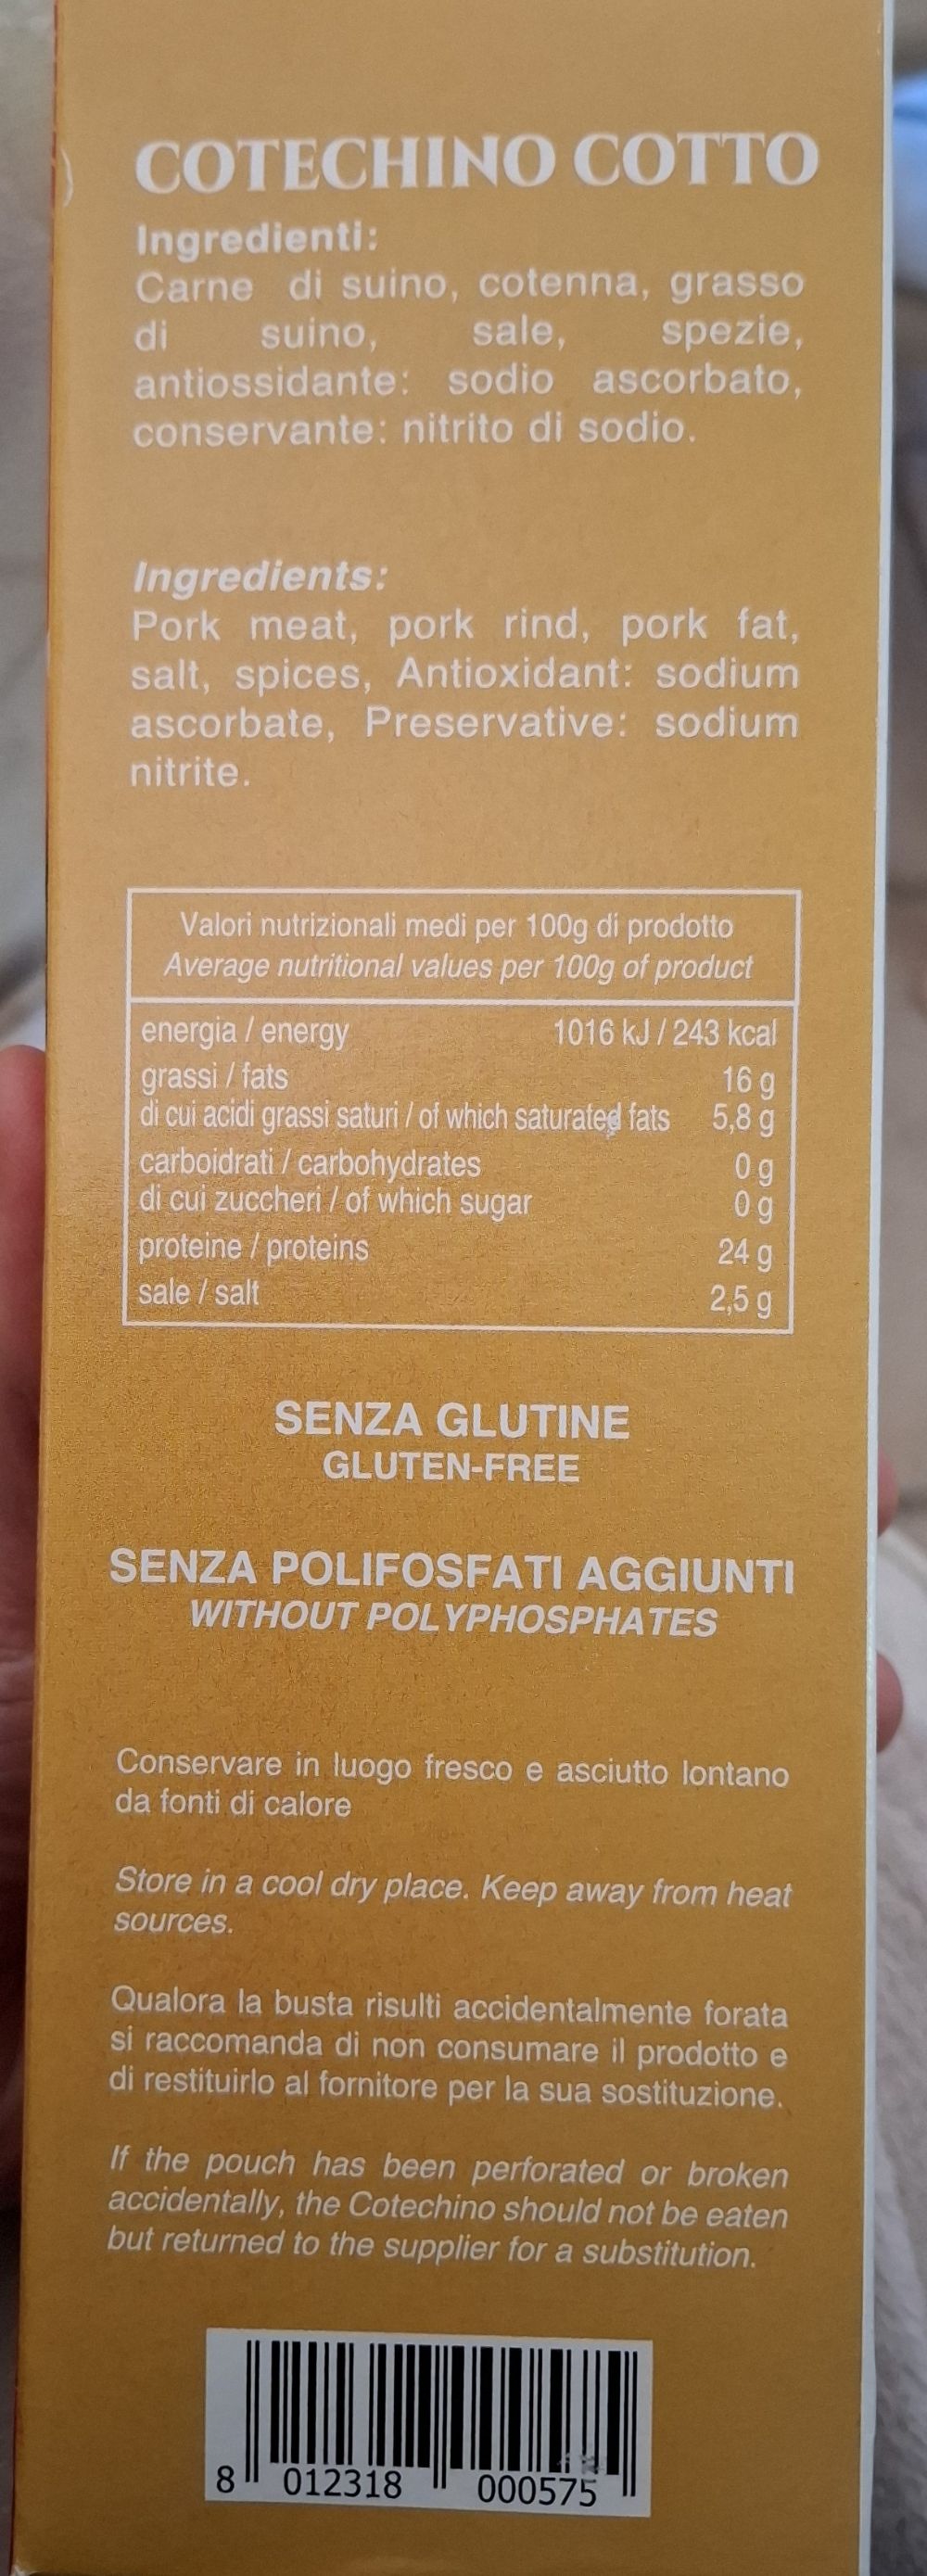 COTECHINO COTTO
Ingredienti:
Carne di suino, cotenna, grasso
di suino, sale, spezie,
antiossidante: sodio ascorbato,
conservante: nitrito di sodio.
Ingredients:
Pork meat, pork rind, pork fat,
salt, spices, Antioxidant: sodium
ascorbate, Preservative: sodium
nitrite.
Valori nutrizionali medi per 100g di prodotto
Average nutritional values per 100g of product
energia / energy 1016 kJ / 243 kcal
grassi / fats 16 g
di cui acidi grassi saturi / of which saturated fats 5,8 g
carboidrati / carbohydrates 0 g
di cui zuccheri / of which sugar 0 g
proteine / proteins 24 g
sale / salt 2,5 g
SENZA GLUTINE
GLUTEN-FREE
SENZA POLIFOSFATI AGGIUNTI
WITHOUT POLYPHOSPHATES
Conservare in luogo fresco e asciutto lontano
da fonti di calore
Store in a cool dry place. Keep away from heat
sources.
Qualora la busta risulti accidentalmente forata
si raccomanda di non consumare il prodotto e
di restituirlo al fornitore per la sua sostituzione.
If the pouch has been perforated or broken
accidentally, the Cotechino should not be eaten
but returned to the supplier for a substitution.
8 012318 000575